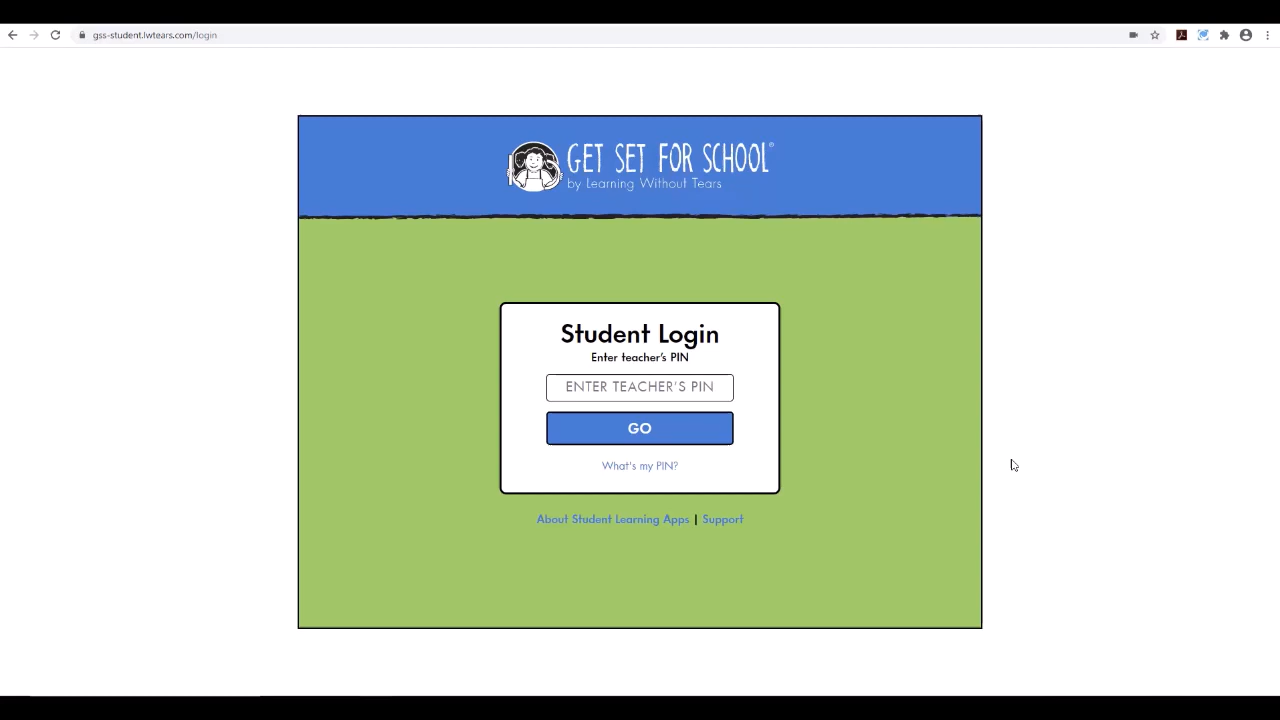 gss-student.lwtears.com/login
GET SET FOR SCHOOL®
by Learning Without Tears
Student Login
Enter teacher's PIN
ENTER TEACHER'S PIN
GO
What's my PIN?
About Student Learning Apps | Support